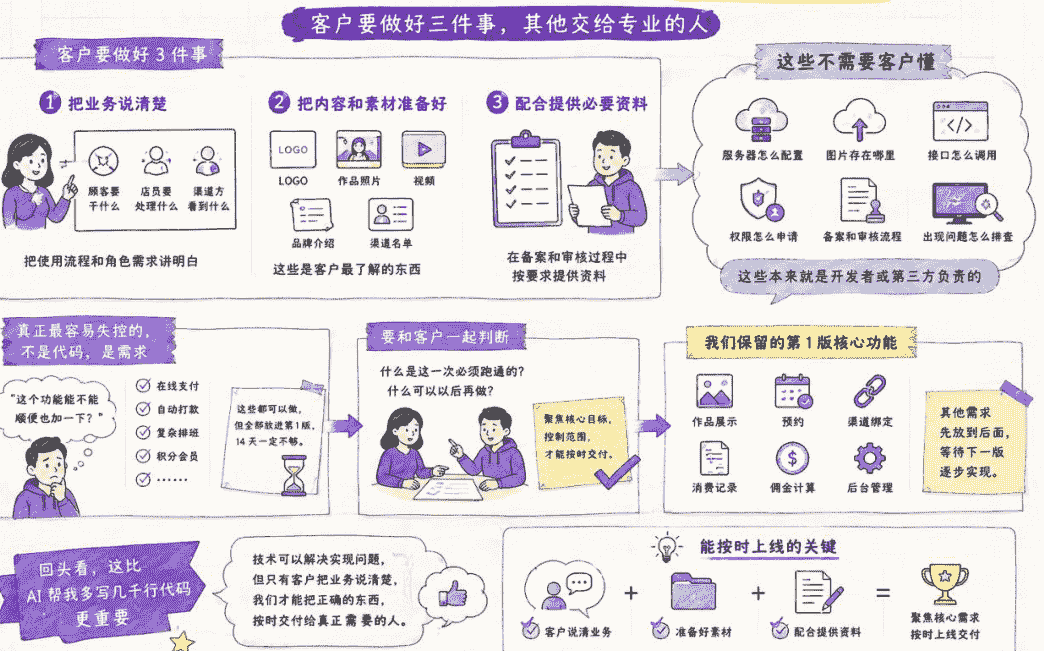 客户要做好三件事，其他交给专业的人
客户要做好 3 件事
1 把业务说清楚
顾客要
干什么
店员要
处理什么
渠道方
看到什么
把使用流程和角色需求讲明白
2 把内容和素材准备好
LOGO
LOGO
作品照片
视频
品牌介绍
渠道名单
这些是客户最了解的东西
3 配合提供必要资料
在备案和审核过程中
按要求提供资料
这些不需要客户懂
服务器怎么配置
图片存在哪里
</>
接口怎么调用
权限怎么申请
备案和审核流程
出现问题怎么排查
这些本来就是开发者或第三方负责的
真正最容易失控的，
不是代码，是需求
“这个功能能不能
顺便也加一下？”
在线支付
自动打款
复杂排班
积分会员
······
这些都可以做，
但全部放进第1版，
14 天一定不够。
要和客户一起判断
什么是这一次必须跑通的？
什么可以以后再做？
聚焦核心目标，
控制范围，
才能按时交付。
我们保留的第 1 版核心功能
作品展示
预约
渠道绑定
消费记录
$
佣金计算
后台管理
其他需求
先放到后面，
等待下一版
逐步实现。
回头看，这比
AI 帮我多写几千行代码
更重要
技术可以解决实现问题，
但只有客户把业务说清楚，
我们才能把正确的东西，
按时交付给真正需要的人。
能按时上线的关键
客户说清业务
+
准备好素材
+
配合提供资料
=
聚焦核心需求
按时上线交付